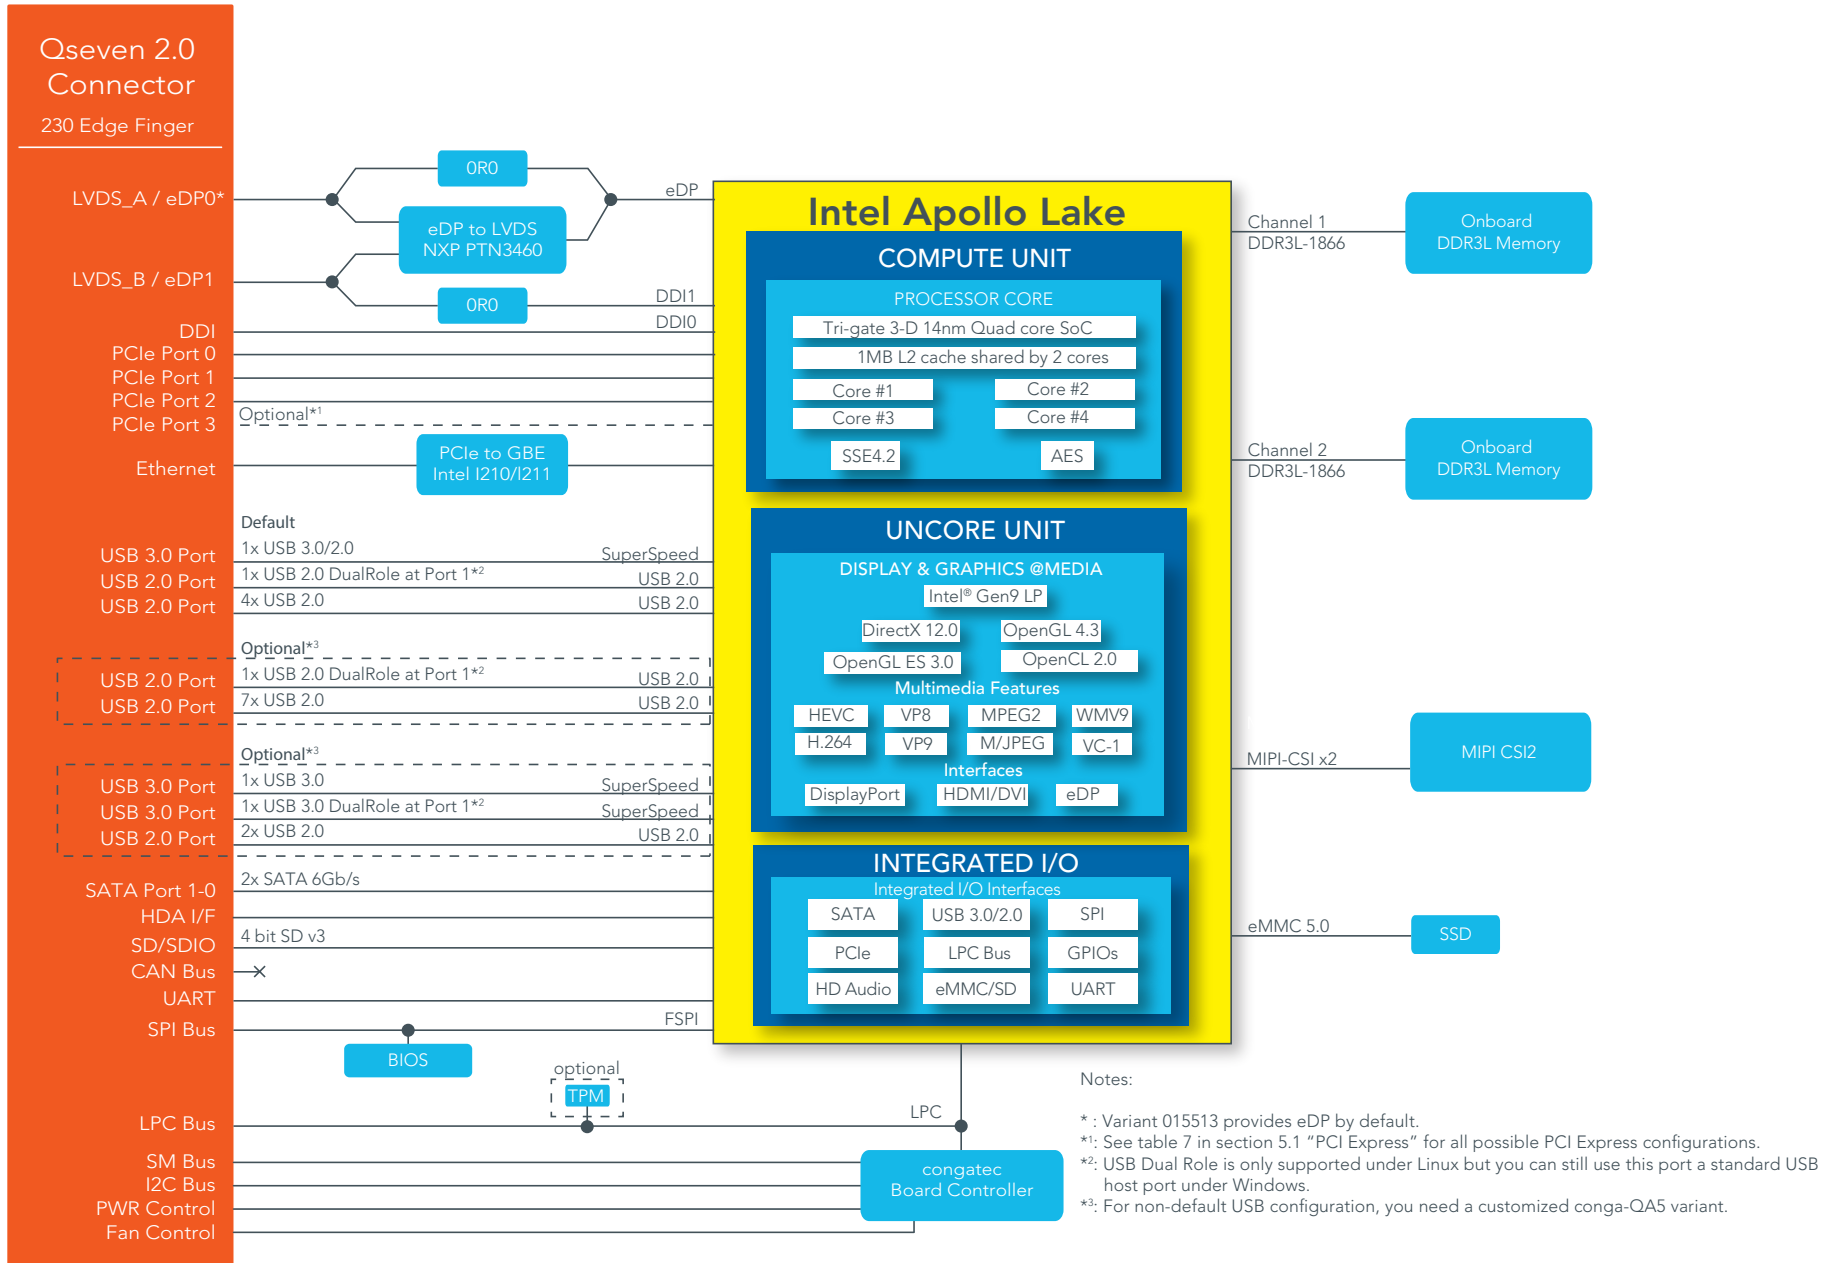 Qseven 2.0
Connector
230 Edge Finger
LVDS_A / eDP0*
LVDS_B / eDP1
DDI
PCIe Port 0
PCIe Port 1
PCIe Port 2
PCIe Port 3
Ethernet
USB 3.0 Port
USB 2.0 Port
USB 2.0 Port
USB 2.0 Port
USB 2.0 Port
USB 3.0 Port
USB 3.0 Port
USB 2.0 Port
SATA Port 1-0
HDA I/F
SD/SDIO
CAN Bus
UART
SPI Bus
LPC Bus
SM Bus
I2C Bus
PWR Control
Fan Control
0R0
eDP to LVDS
NXP PTN3460
0R0
eDP
DDI1
DDI0
Optional*¹
PCIe to GBE
Intel I210/I211
Default
1x USB 3.0/2.0
SuperSpeed
1x USB 2.0 DualRole at Port 1*²
USB 2.0
4x USB 2.0
USB 2.0
Optional*³
1x USB 2.0 DualRole at Port 1*²
USB 2.0
7x USB 2.0
USB 2.0
Optional*³
1x USB 3.0
SuperSpeed
1x USB 3.0 DualRole at Port 1*²
SuperSpeed
2x USB 2.0
USB 2.0
2x SATA 6Gb/s
4 bit SD v3
FSPI
BIOS
optional
TPM
LPC
congatec
Board Controller
Intel Apollo Lake
COMPUTE UNIT
PROCESSOR CORE
Tri-gate 3-D 14nm Quad core SoC
1MB L2 cache shared by 2 cores
Core #1
Core #2
Core #3
Core #4
SSE4.2
AES
UNCORE UNIT
DISPLAY & GRAPHICS @MEDIA
Intel® Gen9 LP
DirectX 12.0
OpenGL 4.3
OpenGL ES 3.0
OpenCL 2.0
Multimedia Features
HEVC
VP8
MPEG2
WMV9
H.264
VP9
M/JPEG
VC-1
Interfaces
DisplayPort
HDMI/DVI
eDP
INTEGRATED I/O
Integrated I/O Interfaces
SATA
USB 3.0/2.0
SPI
PCIe
LPC Bus
GPIOs
HD Audio
eMMC/SD
UART
Channel 1
DDR3L-1866
Onboard
DDR3L Memory
Channel 2
DDR3L-1866
Onboard
DDR3L Memory
MIPI-CSI x2
MIPI CSI2
eMMC 5.0
SSD
Notes:
* : Variant 015513 provides eDP by default.
*¹: See table 7 in section 5.1 “PCI Express” for all possible PCI Express configurations.
*²: USB Dual Role is only supported under Linux but you can still use this port a standard USB
host port under Windows.
*³: For non-default USB configuration, you need a customized conga-QA5 variant.